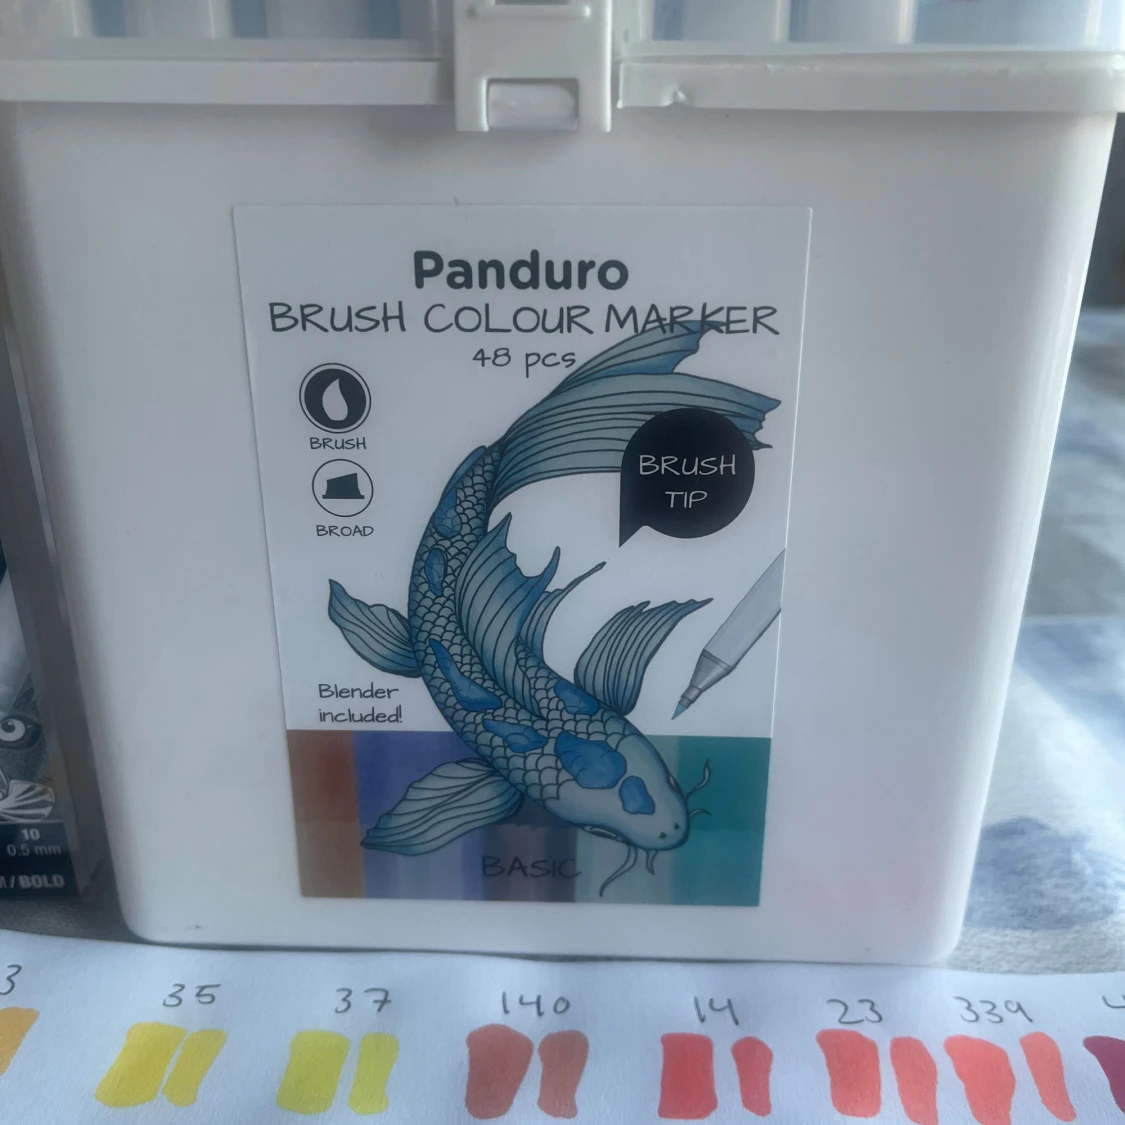 Panduro
BRUSH COLOUR MARKER
48 pcs
BRUSH
BROAD
BRUSH
TIP
Blender
included!
BASIC
10
0.5 mm
/ BOLD
3 35 37 140 14 23 339 4